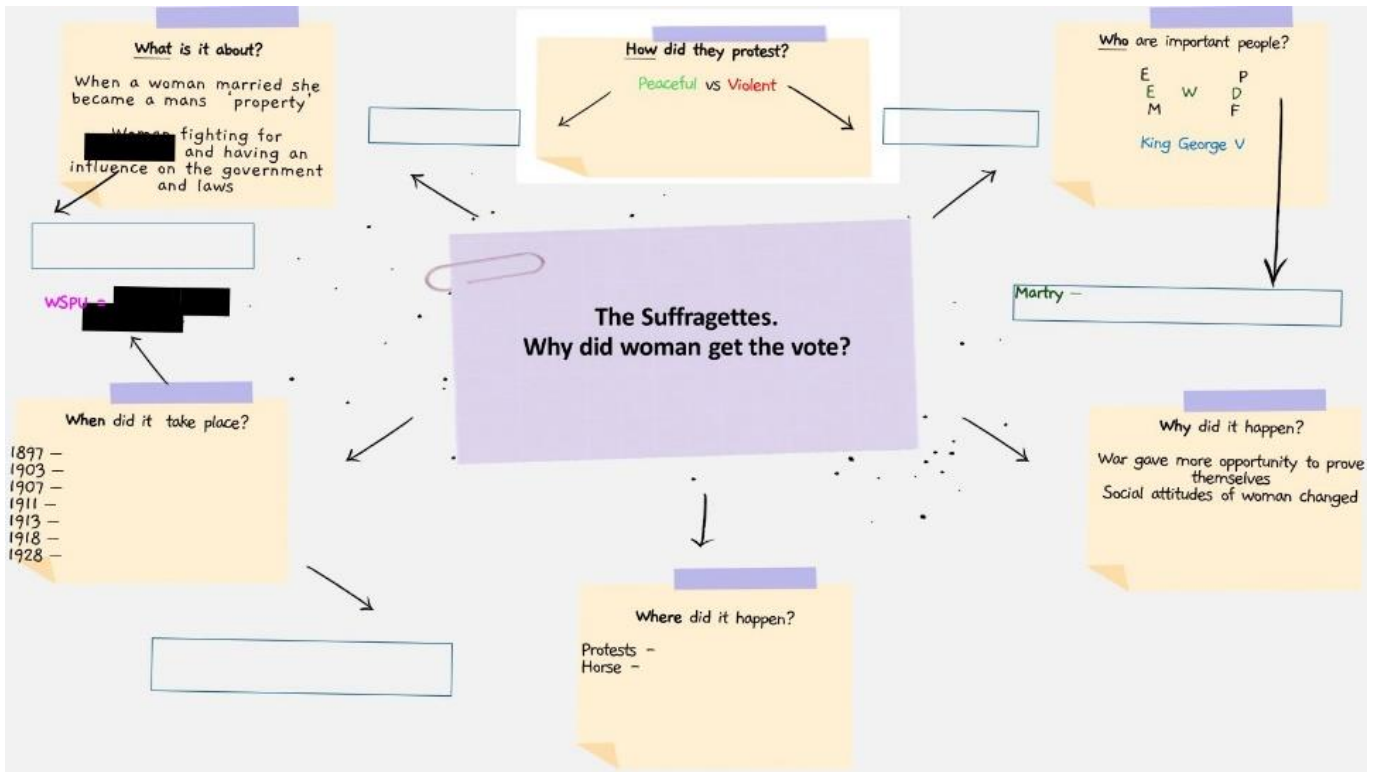 What is it about?
When a woman married she
became a mans 'property'
Woman fighting for
and having an
influence on the government
and laws
How did they protest?
Peaceful vs Violent
Who are important people?
E P
E W D
M F
King George V
WSPU =
The Suffragettes.
Why did woman get the vote?
Martry –
When did it take place?
1897 –
1903 –
1907 –
1911 –
1913 –
1918 –
1928 –
Where did it happen?
Protests –
Horse –
Why did it happen?
War gave more opportunity to prove
themselves
Social attitudes of woman changed